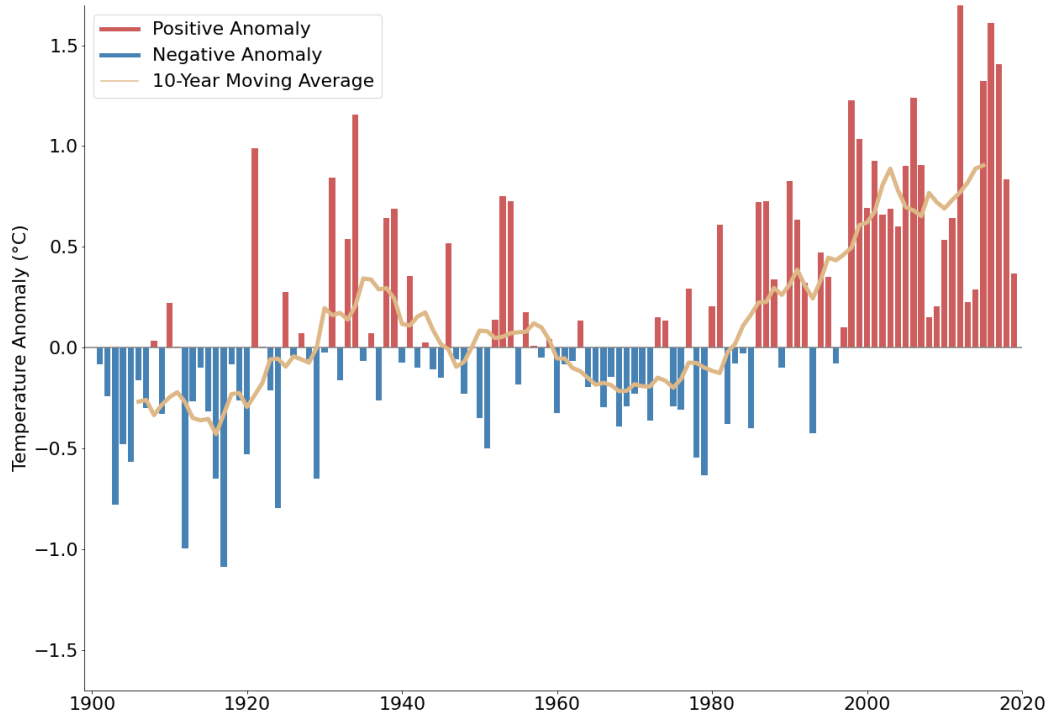 Positive Anomaly
Negative Anomaly
10-Year Moving Average
Temperature Anomaly (°C)
1.5
1.0
0.5
0.0
−0.5
−1.0
−1.5
1900 1920 1940 1960 1980 2000 2020